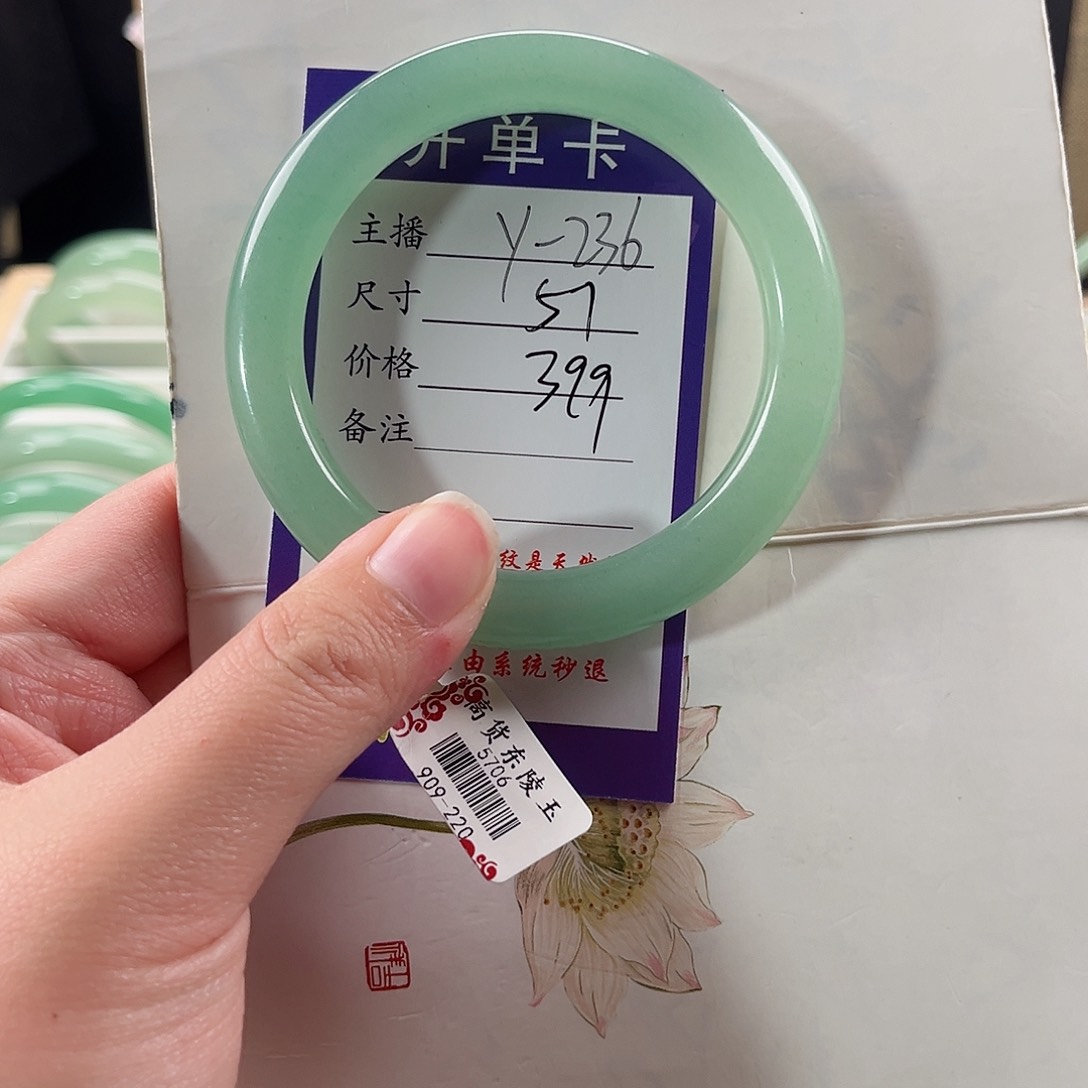 开单卡
主播 y-236
尺寸 57
价格 399
备注
纹是天然
由系统秒退
高货东陵玉
5706
909-220